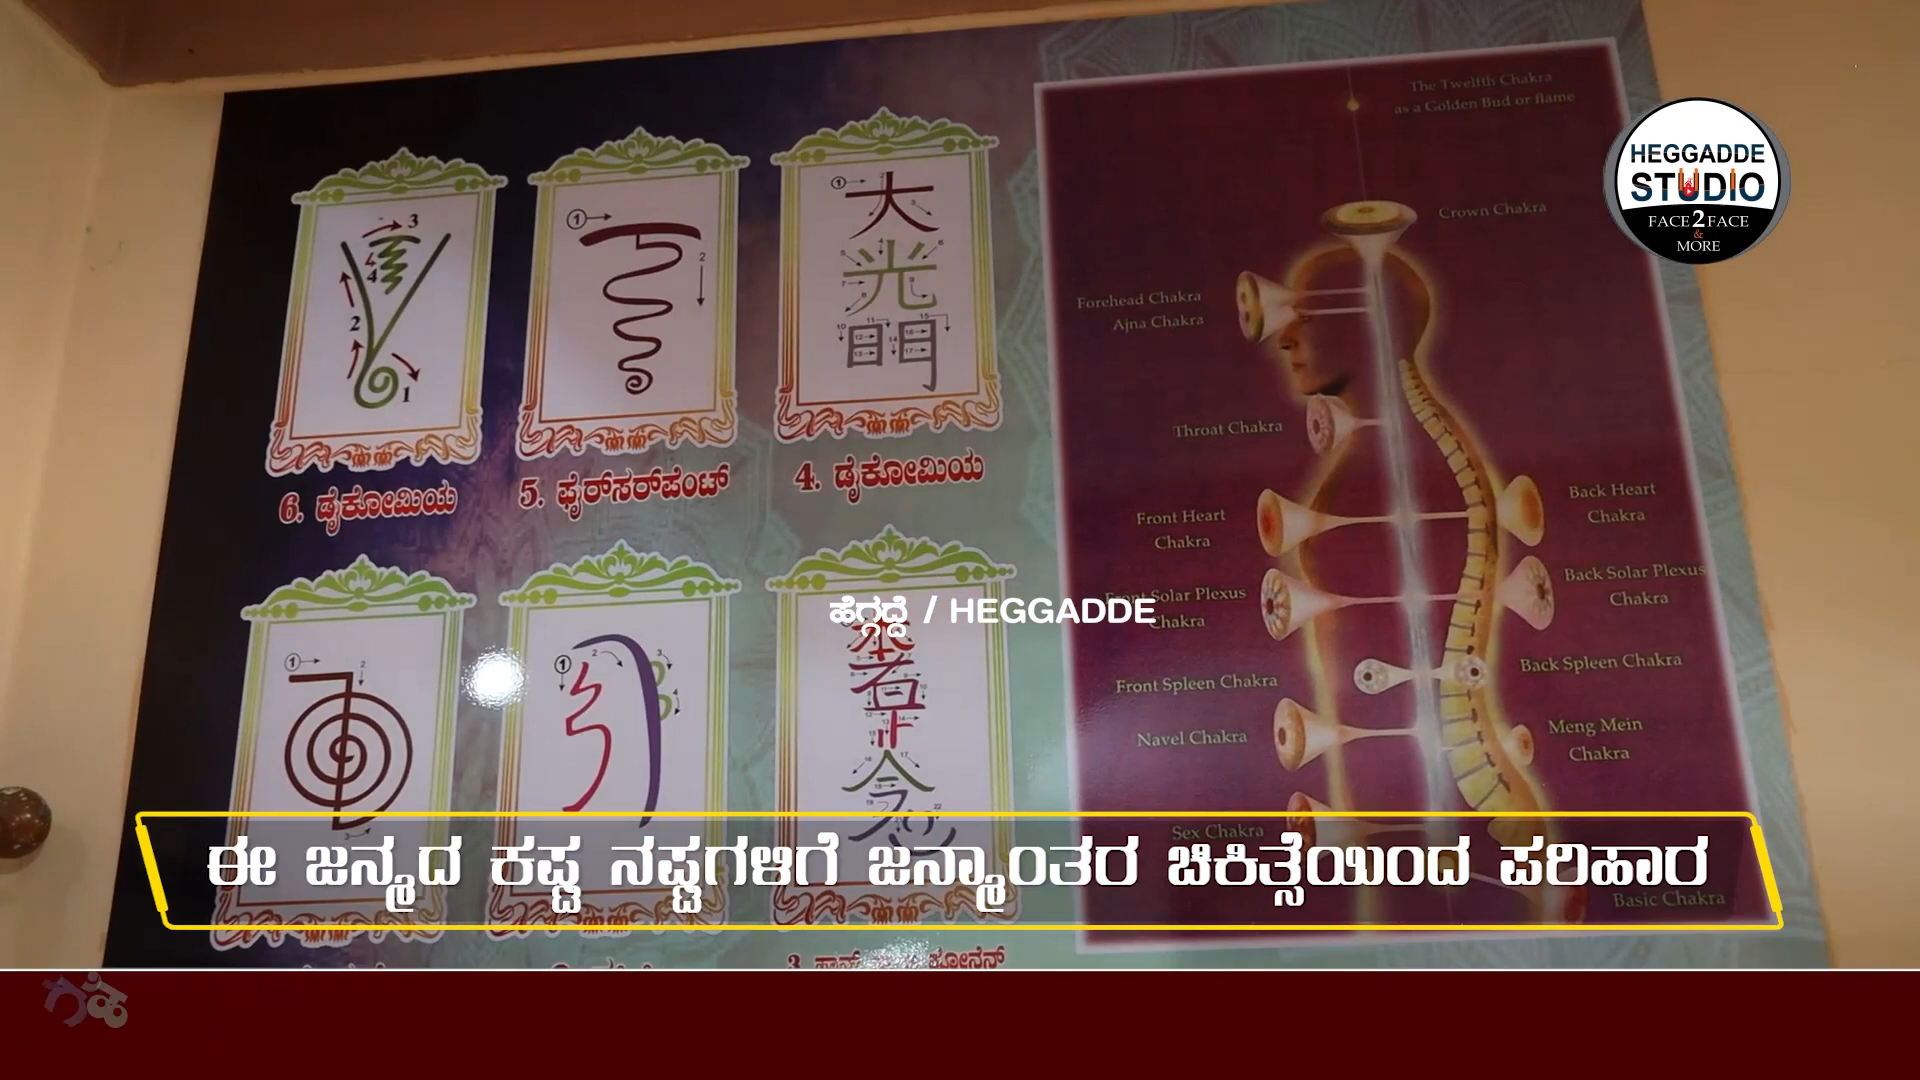 The Twelfth Chakra
as a Golden Bud or flame
HEGGADDE
STUDIO
FACE2FACE
&
MORE
Crown Chakra
Forehead Chakra
Ajna Chakra
Throat Chakra
Front Heart
Chakra
Back Heart
Chakra
Front Solar Plexus
Chakra
Back Solar Plexus
Chakra
Front Spleen Chakra
Back Spleen Chakra
Navel Chakra
Meng Mein
Chakra
Sex Chakra
Basic Chakra
大
光
門
6. ಡೈಕೋಮಿಯ
5. ಫೈರ್‌ಸರ್‌ಪೆಂಟ್
4. ಡೈಕೋಮಿಯ
ಹೆಗ್ಗದ್ದೆ / HEGGADDE
ಈ ಜನ್ಮದ ಕಷ್ಟ ನಷ್ಟಗಳಿಗೆ ಜನ್ಮಾಂತರ ಚಿಕಿತ್ಸೆಯಿಂದ ಪರಿಹಾರ